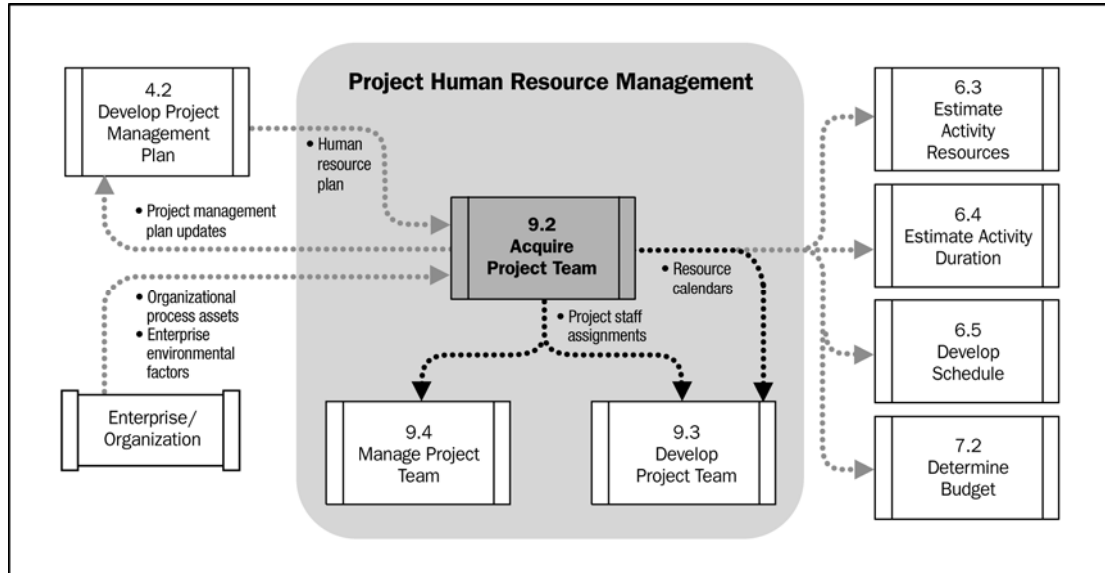 Project Human Resource Management
4.2
Develop Project
Management
Plan
• Human
resource
plan
• Project management
plan updates
9.2
Acquire
Project Team
• Organizational
process assets
• Enterprise
environmental
factors
Enterprise/
Organization
• Resource
calendars
• Project staff
assignments
9.4
Manage Project
Team
9.3
Develop
Project Team
6.3
Estimate
Activity
Resources
6.4
Estimate Activity
Duration
6.5
Develop
Schedule
7.2
Determine
Budget